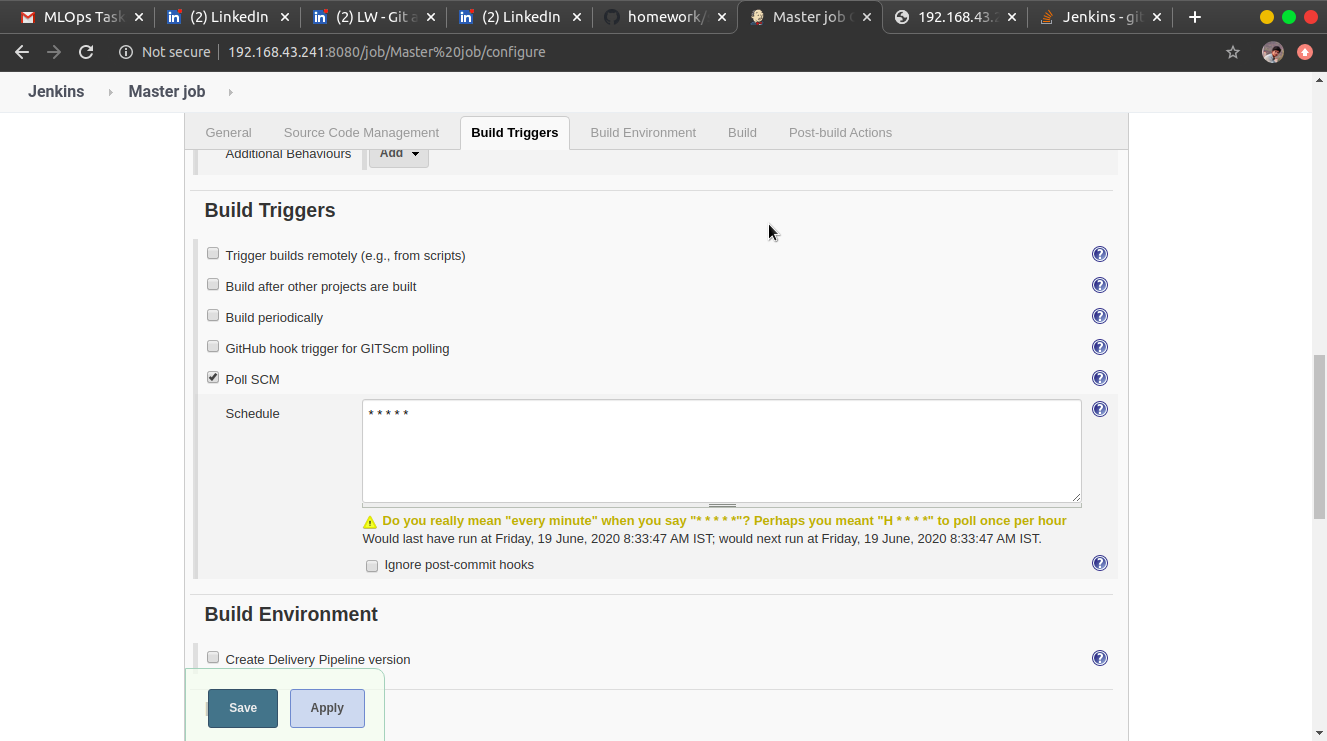 MLOps Task
(2) LinkedIn
(2) LW - Git a
(2) LinkedIn
homework/
Master job
192.168.43.2
Jenkins - git
Not secure
192.168.43.241:8080/job/Master%20job/configure
Jenkins
Master job
General Source Code Management Build Triggers Build Environment Build Post-build Actions
Additional Behaviours Add
Build Triggers
Trigger builds remotely (e.g., from scripts)
Build after other projects are built
Build periodically
GitHub hook trigger for GITScm polling
Poll SCM
Schedule * * * * *
Do you really mean "every minute" when you say "* * * * *"? Perhaps you meant "H * * * *" to poll once per hour
Would last have run at Friday, 19 June, 2020 8:33:47 AM IST; would next run at Friday, 19 June, 2020 8:33:47 AM IST.
Ignore post-commit hooks
Build Environment
Create Delivery Pipeline version
Save Apply